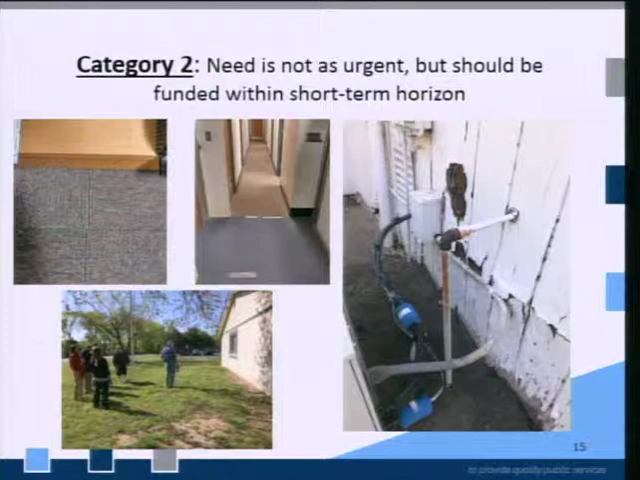 Category 2: Need is not as urgent, but should be
funded within short-term horizon
15
to provide quality public services